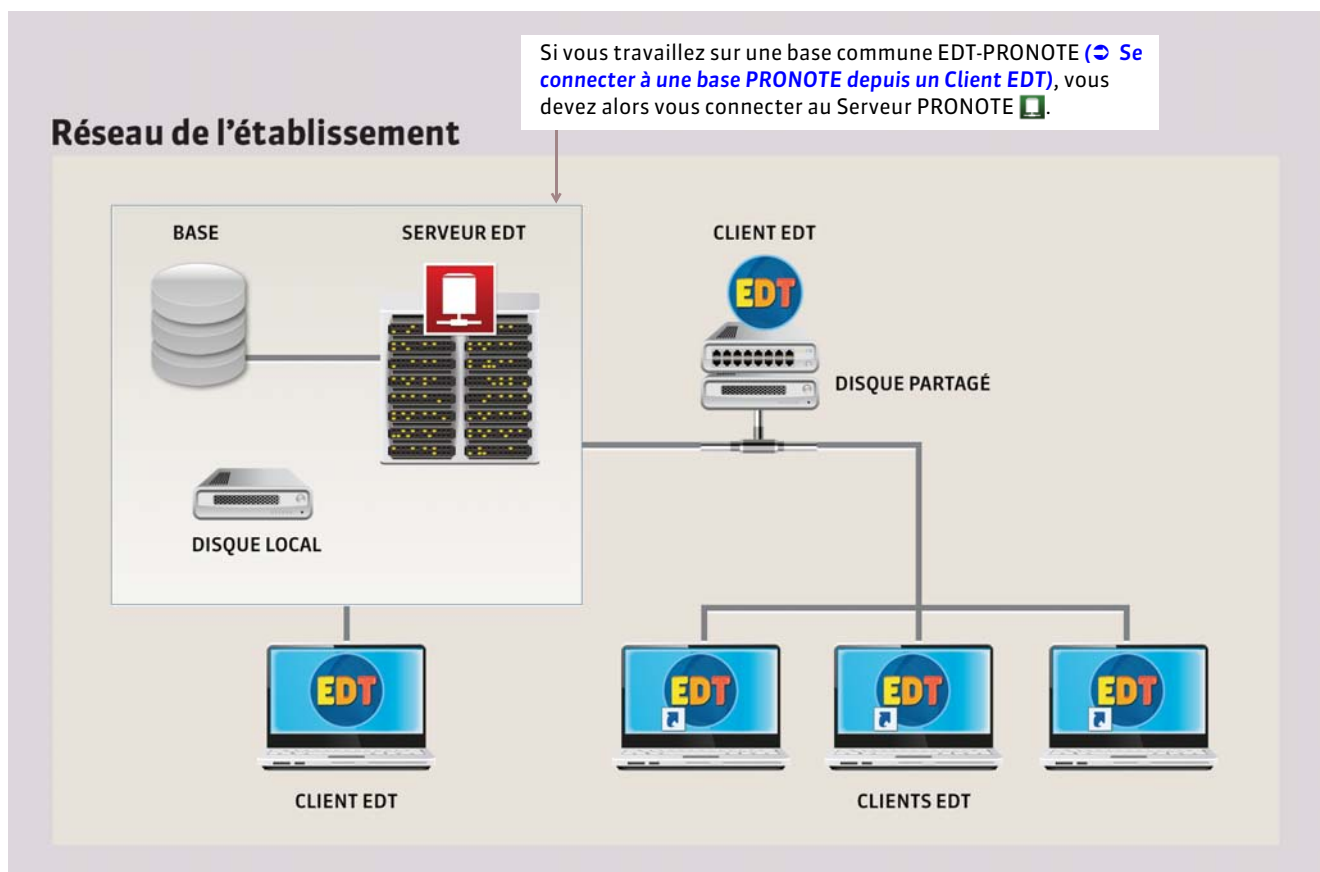 Si vous travaillez sur une base commune EDT-PRONOTE (➲ Se
connecter à une base PRONOTE depuis un Client EDT), vous
devez alors vous connecter au Serveur PRONOTE.
Réseau de l'établissement
BASE
SERVEUR EDT
CLIENT EDT
EDT
DISQUE PARTAGÉ
DISQUE LOCAL
EDT
EDT
EDT
EDT
CLIENT EDT
CLIENTS EDT